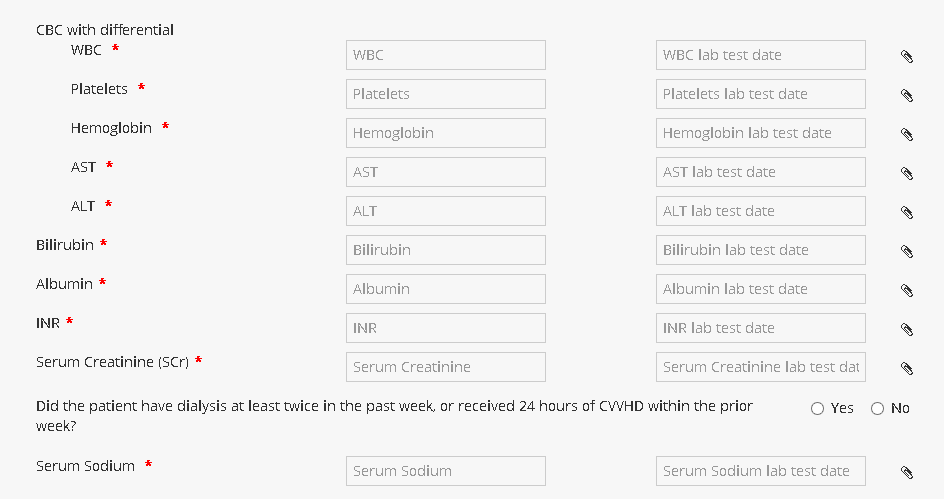 CBC with differential
WBC * WBC WBC lab test date
Platelets * Platelets Platelets lab test date
Hemoglobin * Hemoglobin Hemoglobin lab test date
AST * AST AST lab test date
ALT * ALT ALT lab test date
Bilirubin * Bilirubin Bilirubin lab test date
Albumin * Albumin Albumin lab test date
INR * INR INR lab test date
Serum Creatinine (SCr) * Serum Creatinine Serum Creatinine lab test dat
Did the patient have dialysis at least twice in the past week, or received 24 hours of CVVHD within the prior Yes No
week?
Serum Sodium * Serum Sodium Serum Sodium lab test date